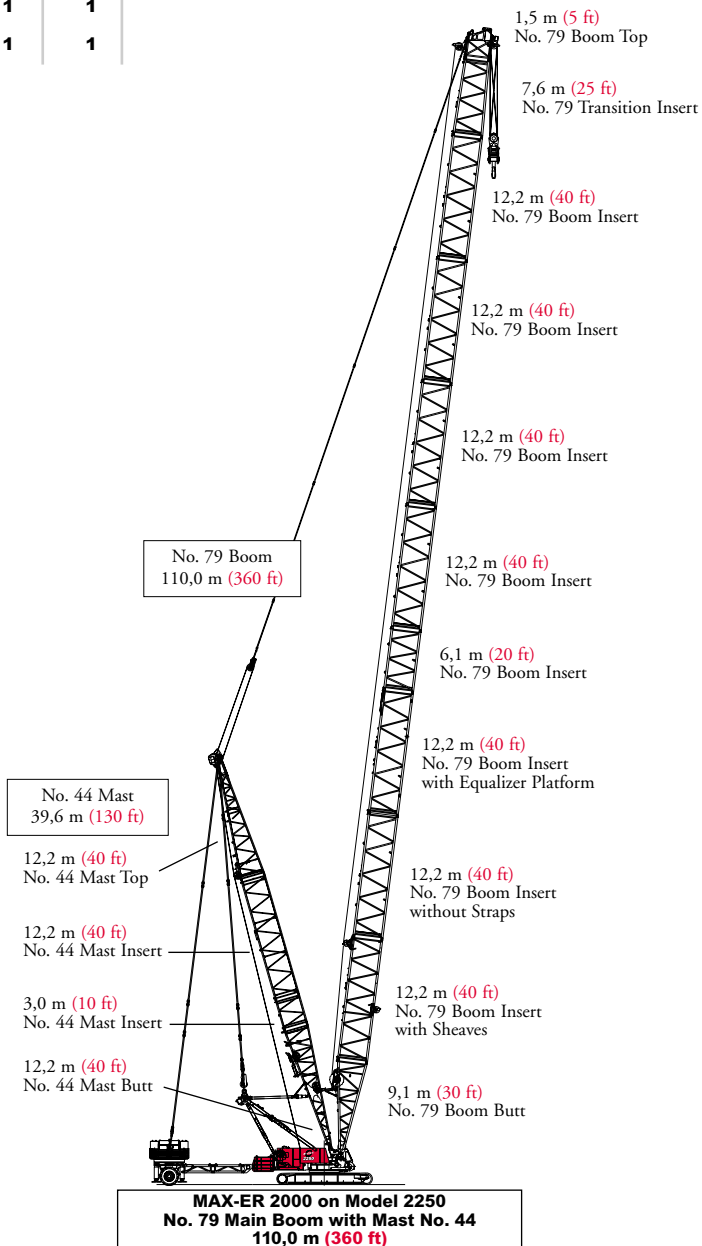 1 1
1 1
1,5 m (5 ft)
No. 79 Boom Top
7,6 m (25 ft)
No. 79 Transition Insert
12,2 m (40 ft)
No. 79 Boom Insert
12,2 m (40 ft)
No. 79 Boom Insert
12,2 m (40 ft)
No. 79 Boom Insert
12,2 m (40 ft)
No. 79 Boom Insert
No. 79 Boom
110,0 m (360 ft)
6,1 m (20 ft)
No. 79 Boom Insert
12,2 m (40 ft)
No. 79 Boom Insert
with Equalizer Platform
No. 44 Mast
39,6 m (130 ft)
12,2 m (40 ft)
No. 44 Mast Top
12,2 m (40 ft)
No. 79 Boom Insert
without Straps
12,2 m (40 ft)
No. 44 Mast Insert
12,2 m (40 ft)
No. 79 Boom Insert
with Sheaves
3,0 m (10 ft)
No. 44 Mast Insert
12,2 m (40 ft)
No. 44 Mast Butt
9,1 m (30 ft)
No. 79 Boom Butt
2250
MAX-ER 2000 on Model 2250
No. 79 Main Boom with Mast No. 44
110,0 m (360 ft)